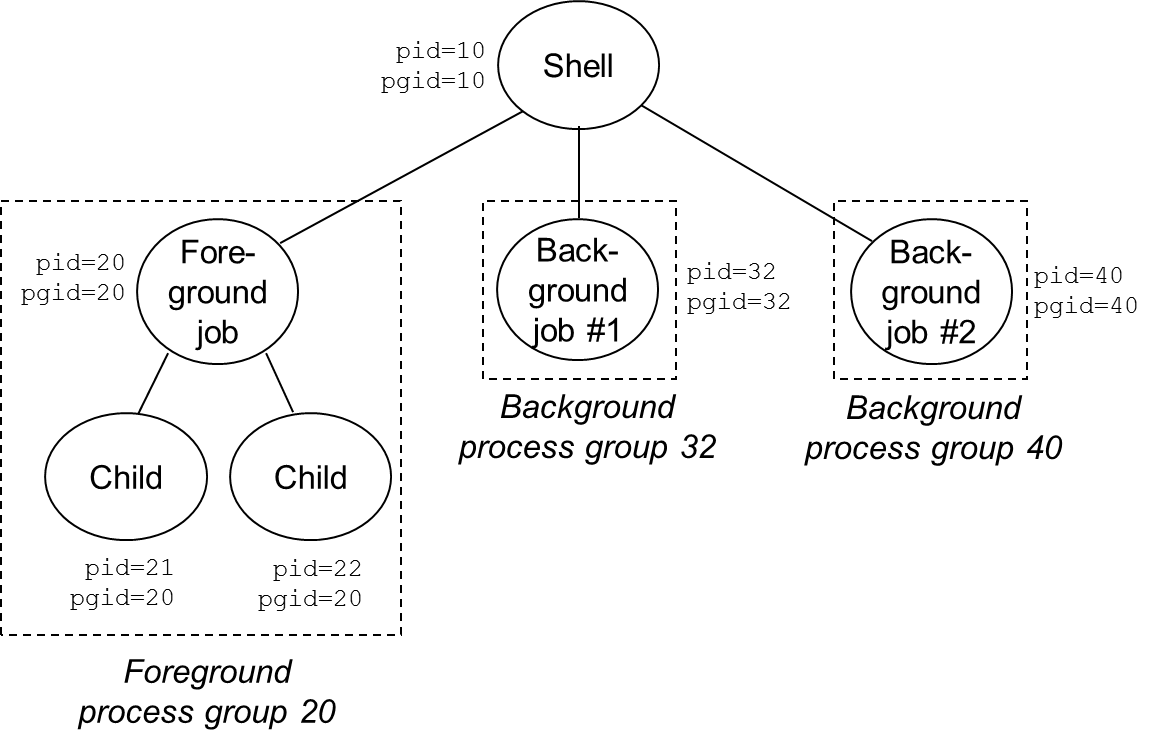 pid=10
pgid=10
Shell
pid=20
pgid=20
Fore-
ground
job
Back-
ground
job #1
pid=32
pgid=32
Back-
ground
job #2
pid=40
pgid=40
Background
process group 32
Background
process group 40
Child
Child
pid=21
pgid=20
pid=22
pgid=20
Foreground
process group 20